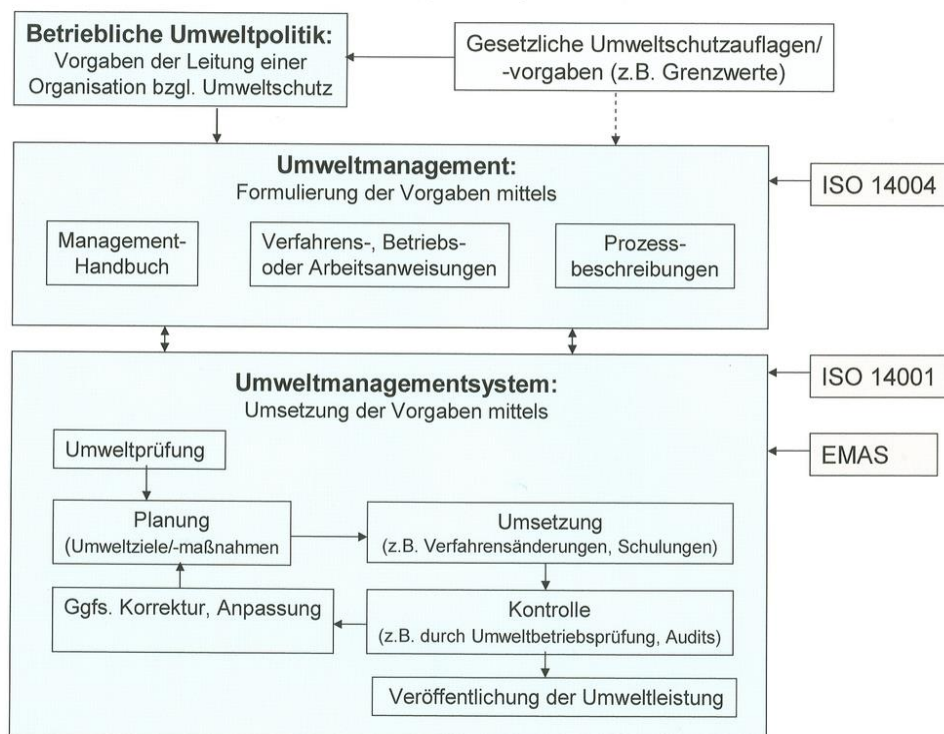 Betriebliche Umweltpolitik:
Vorgaben der Leitung einer
Organisation bzgl. Umweltschutz
Gesetzliche Umweltschutzauflagen/
-vorgaben (z.B. Grenzwerte)
Umweltmanagement:
Formulierung der Vorgaben mittels
ISO 14004
Management-
Handbuch
Verfahrens-, Betriebs-
oder Arbeitsanweisungen
Prozess-
beschreibungen
Umweltmanagementsystem:
Umsetzung der Vorgaben mittels
ISO 14001
EMAS
Umweltprüfung
Planung
(Umweltziele/-maßnahmen
Umsetzung
(z.B. Verfahrensänderungen, Schulungen)
Ggfs. Korrektur, Anpassung
Kontrolle
(z.B. durch Umweltbetriebsprüfung, Audits)
Veröffentlichung der Umweltleistung